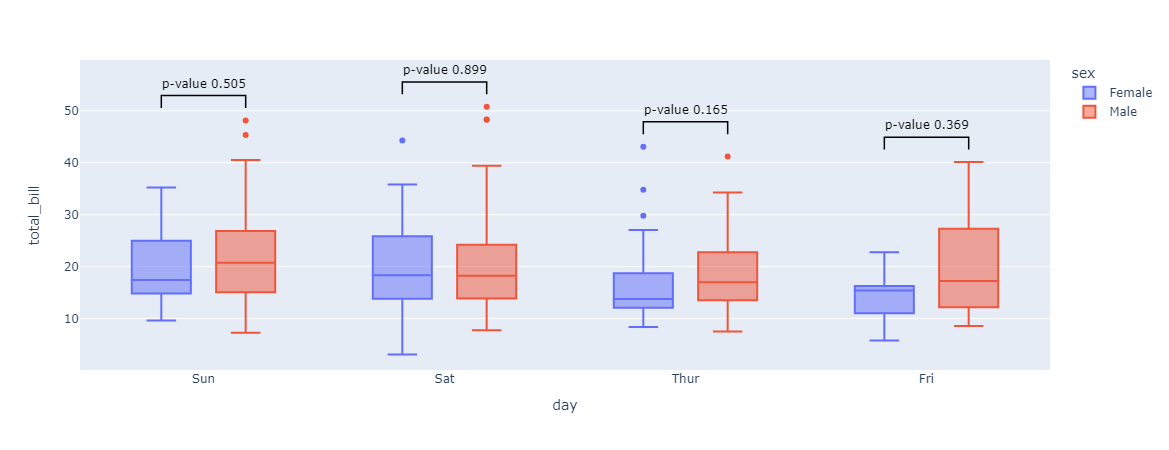 p-value 0.505
p-value 0.899
p-value 0.165
p-value 0.369
sex
Female
Male
total_bill
50
40
30
20
10
Sun
Sat
Thur
Fri
day